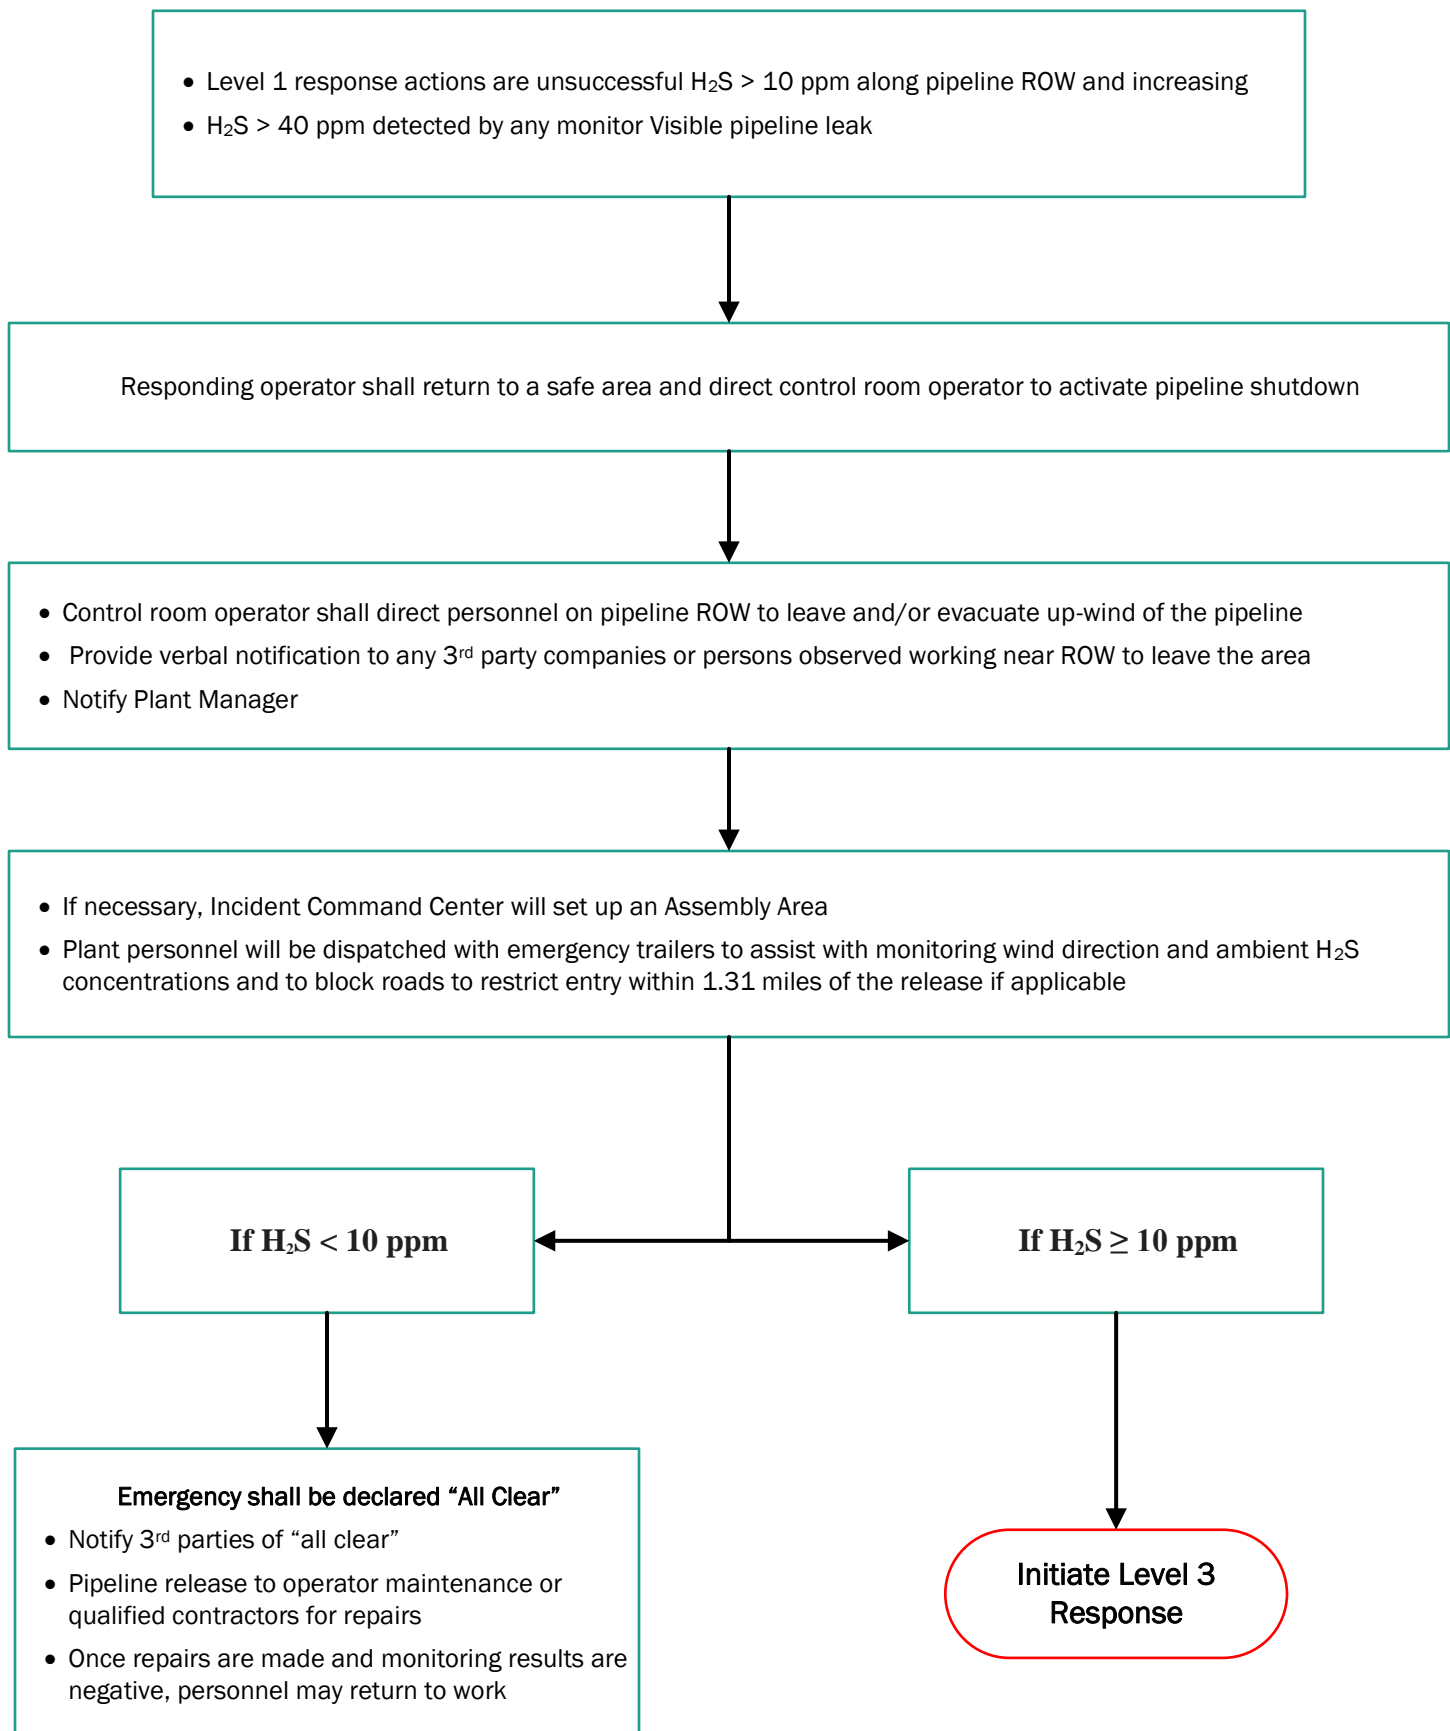 • Level 1 response actions are unsuccessful H₂S > 10 ppm along pipeline ROW and increasing
• H₂S > 40 ppm detected by any monitor Visible pipeline leak
Responding operator shall return to a safe area and direct control room operator to activate pipeline shutdown
• Control room operator shall direct personnel on pipeline ROW to leave and/or evacuate up-wind of the pipeline
• Provide verbal notification to any 3rd party companies or persons observed working near ROW to leave the area
• Notify Plant Manager
• If necessary, Incident Command Center will set up an Assembly Area
• Plant personnel will be dispatched with emergency trailers to assist with monitoring wind direction and ambient H₂S
concentrations and to block roads to restrict entry within 1.31 miles of the release if applicable
If H₂S < 10 ppm
If H₂S ≥ 10 ppm
Emergency shall be declared “All Clear”
• Notify 3rd parties of “all clear”
• Pipeline release to operator maintenance or
qualified contractors for repairs
• Once repairs are made and monitoring results are
negative, personnel may return to work
Initiate Level 3
Response